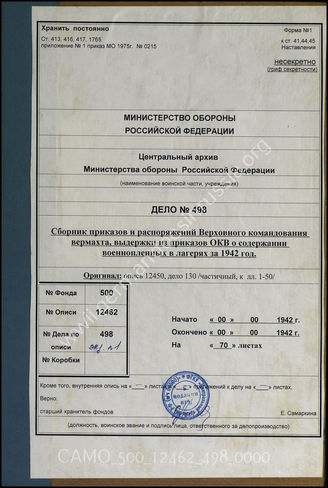 Хранить постоянно
Форма №1
Ст. 413, 416, 417, 1765
к ст. 41,44,45
приложение № 1 приказ МО 1975г. № 0215
Наставления
несекретно
(гриф секретности)
МИНИСТЕРСТВО ОБОРОНЫ
РОССИЙСКОЙ ФЕДЕРАЦИИ
Центральный архив
Министерства обороны Российской Федерации
(наименование воинской части, учреждения)
ДЕЛО № 498
Сборник приказов и распоряжений Верховного командования
вермахта, выдержки из приказов ОКВ о содержании
военнопленных в лагерях за 1942 год.
Оригинал: опись 12450, дело 130 /частичный, к лл. 1-50/
№ Фонда 500
№ Описи 12462
№ Дела по описи 498
экз №1
№ Коробки
Начато « 00 » 00 1942 г.
Окончено « 00 » 00 1942 г.
На « 70 » листах
Кроме того, внутренняя опись на « » листах, приложений к делу на « » листах.
Верно:
старший хранитель фондов
Е. Самаркина
(должность, воинское звание и подпись лица, ответственного за делопроизводство)
CAMO_500_12462_498_0000